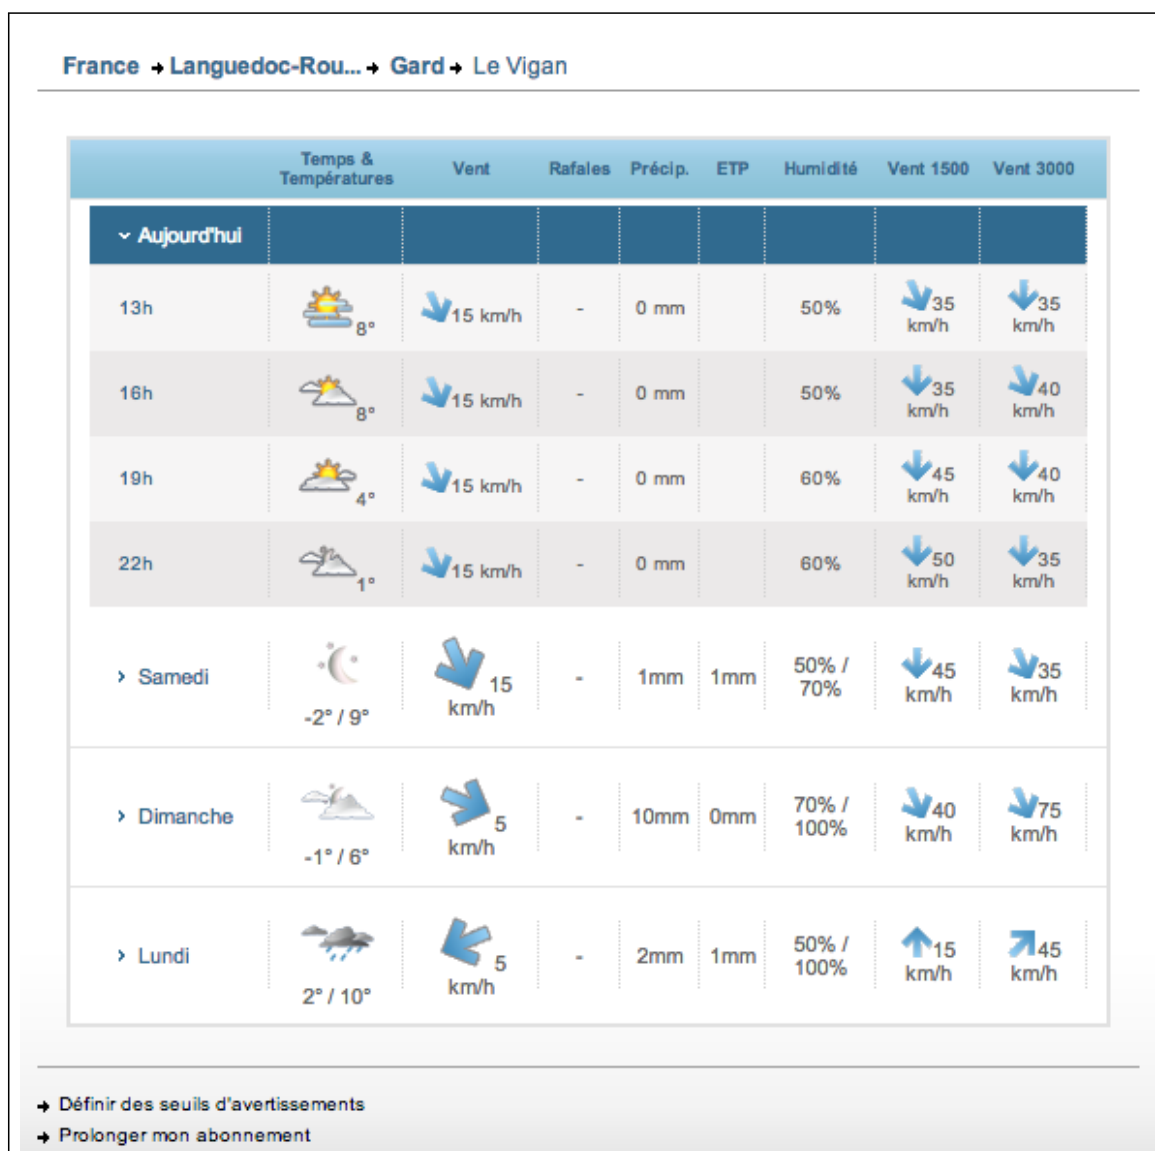 France → Languedoc-Rou... → Gard → Le Vigan
Temps & Températures Vent Rafales Précip. ETP Humidité Vent 1500 Vent 3000
Aujourd'hui
13h 8° 15 km/h - 0 mm 50% 35 km/h 35 km/h
16h 8° 15 km/h - 0 mm 50% 35 km/h 40 km/h
19h 4° 15 km/h - 0 mm 60% 45 km/h 40 km/h
22h 1° 15 km/h - 0 mm 60% 50 km/h 35 km/h
Samedi -2° / 9° 15 km/h - 1mm 1mm 50% / 70% 45 km/h 35 km/h
Dimanche -1° / 6° 5 km/h - 10mm 0mm 70% / 100% 40 km/h 75 km/h
Lundi 2° / 10° 5 km/h - 2mm 1mm 50% / 100% 15 km/h 45 km/h
→ Définir des seuils d'avertissements
→ Prolonger mon abonnement